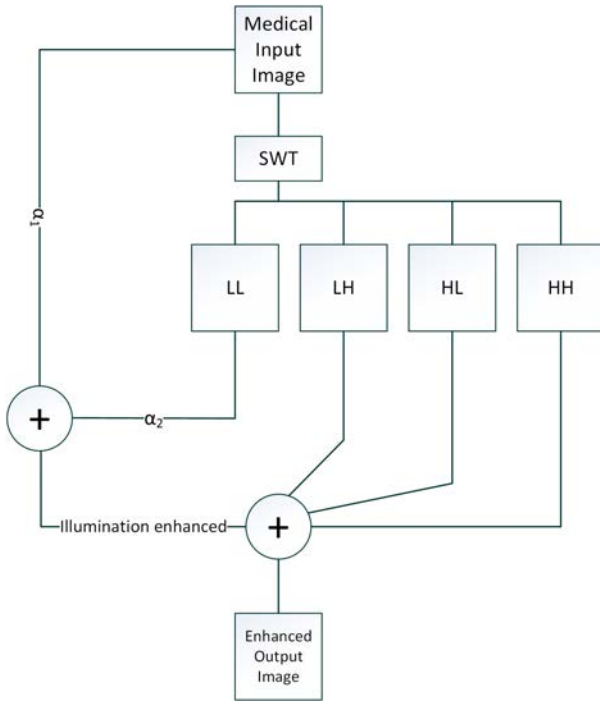 Medical
Input
Image
SWT
α₁
LL
LH
HL
HH
+
α₂
Illumination enhanced
+
Enhanced
Output
Image